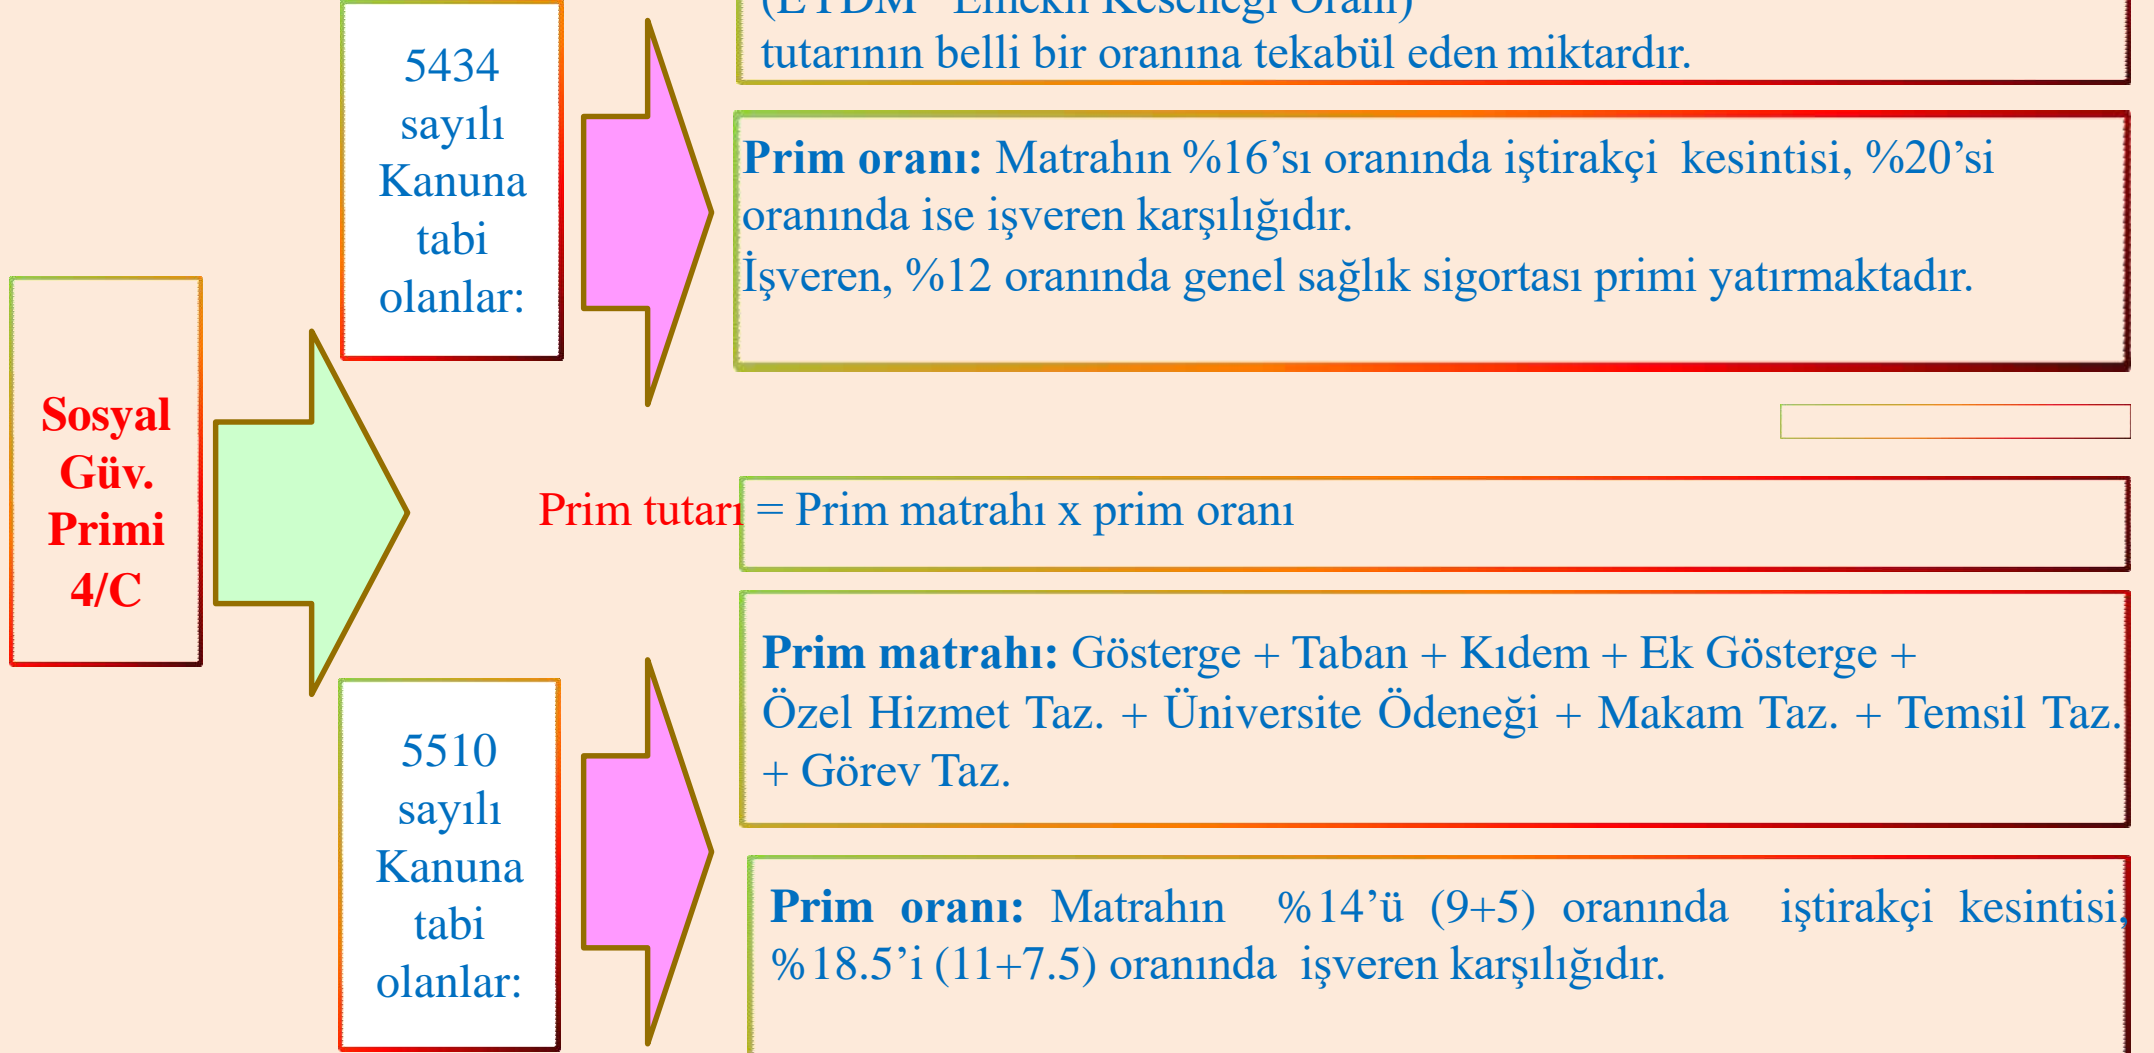 (EYDM Emekli Keseneği Oranı)
tutarının belli bir oranına tekabül eden miktardır.
5434
sayılı
Kanuna
tabi
olanlar:
Prim oranı: Matrahın %16’sı oranında iştirakçi kesintisi, %20’si
oranında ise işveren karşılığıdır.
İşveren, %12 oranında genel sağlık sigortası primi yatırmaktadır.
Sosyal
Güv.
Primi
4/C
Prim tutarı = Prim matrahı x prim oranı
Prim matrahı: Gösterge + Taban + Kıdem + Ek Gösterge +
Özel Hizmet Taz. + Üniversite Ödeneği + Makam Taz. + Temsil Taz.
+ Görev Taz.
5510
sayılı
Kanuna
tabi
olanlar:
Prim oranı: Matrahın %14’ü (9+5) oranında iştirakçi kesintisi,
%18.5’i (11+7.5) oranında işveren karşılığıdır.